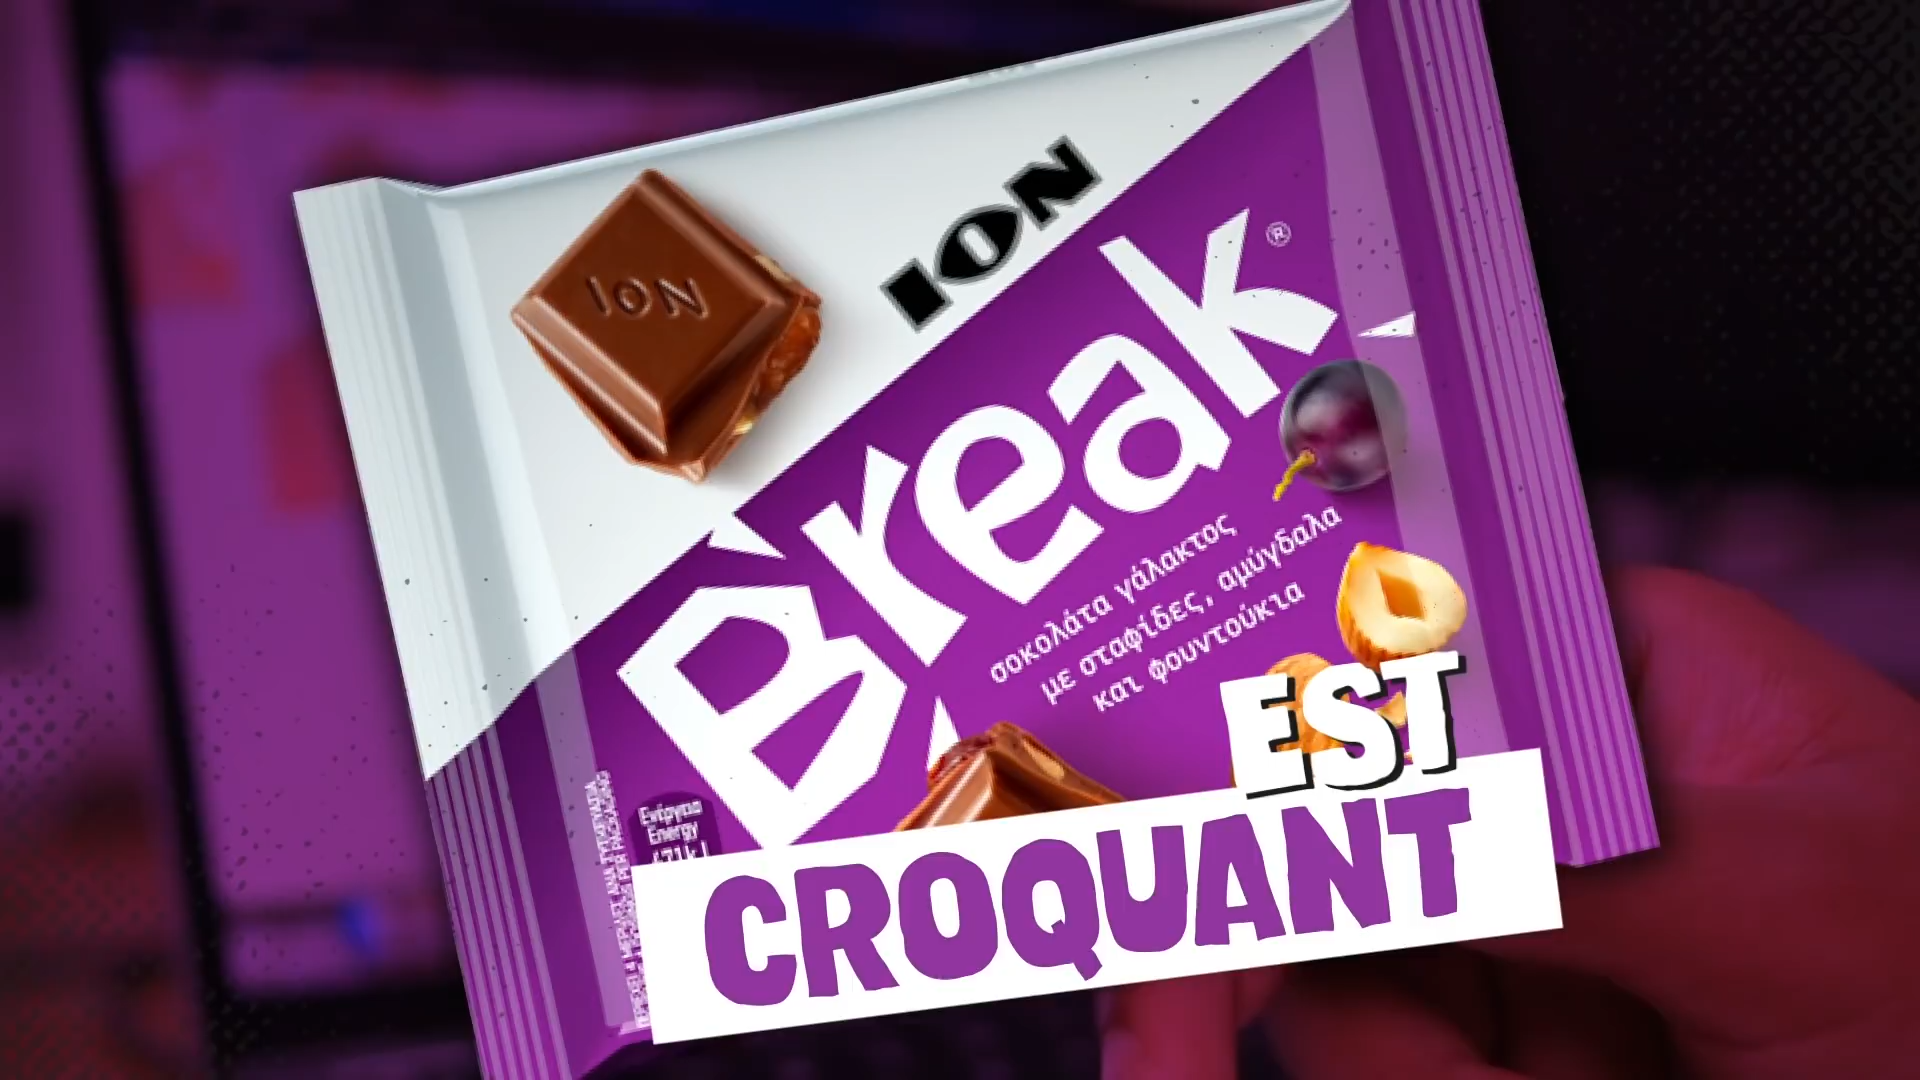 ION
ION
Break®
σοκολάτα γάλακτος
με σταφίδες, αμύγδαλα
και φουντούκια
Ενέργεια
Energy
EST
CROQUANT